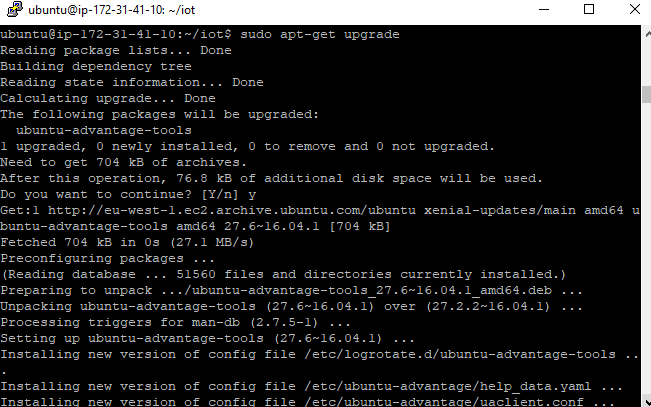 ubuntu@ip-172-31-41-10: ~/iot
ubuntu@ip-172-31-41-10:~/iot$ sudo apt-get upgrade
Reading package lists... Done
Building dependency tree
Reading state information... Done
Calculating upgrade... Done
The following packages will be upgraded:
  ubuntu-advantage-tools
1 upgraded, 0 newly installed, 0 to remove and 0 not upgraded.
Need to get 704 kB of archives.
After this operation, 76.8 kB of additional disk space will be used.
Do you want to continue? [Y/n] y
Get:1 http://eu-west-1.ec2.archive.ubuntu.com/ubuntu xenial-updates/main amd64 u
buntu-advantage-tools amd64 27.6~16.04.1 [704 kB]
Fetched 704 kB in 0s (27.1 MB/s)
Preconfiguring packages ...
(Reading database ... 51560 files and directories currently installed.)
Preparing to unpack .../ubuntu-advantage-tools_27.6~16.04.1_amd64.deb ...
Unpacking ubuntu-advantage-tools (27.6~16.04.1) over (27.2.2~16.04.1) ...
Processing triggers for man-db (2.7.5-1) ...
Setting up ubuntu-advantage-tools (27.6~16.04.1) ...
Installing new version of config file /etc/logrotate.d/ubuntu-advantage-tools ..
.
Installing new version of config file /etc/ubuntu-advantage/help_data.yaml ...
Installing new version of config file /etc/ubuntu-advantage/uaclient.conf ...